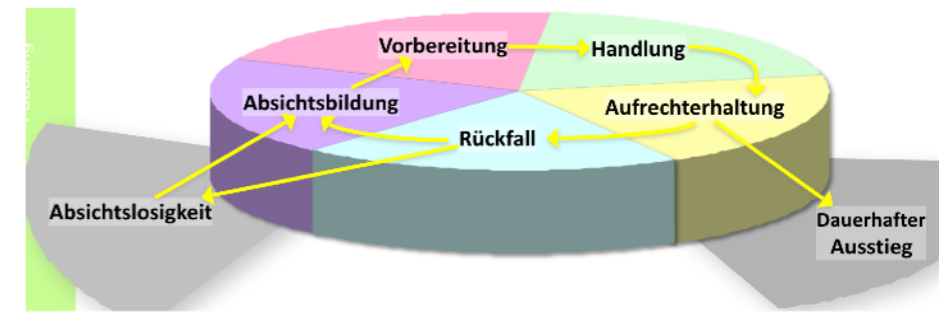 Vorbereitung
Handlung
Absichtsbildung
Aufrechterhaltung
Rückfall
Absichtslosigkeit
Dauerhafter
Ausstieg